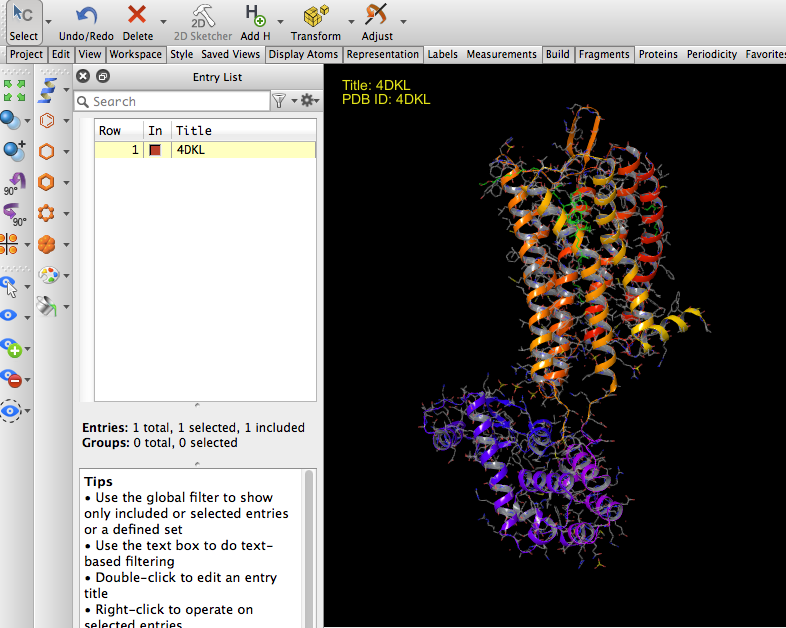 Select Undo/Redo Delete 2D Sketcher Add H Transform Adjust
Project Edit View Workspace Style Saved Views Display Atoms Representation Labels Measurements Build Fragments Proteins Periodicity Favorites
Entry List
Search
Row In Title
1 4DKL
Entries: 1 total, 1 selected, 1 included
Groups: 0 total, 0 selected
Tips
• Use the global filter to show
only included or selected entries
or a defined set
• Use the text box to do text-
based filtering
• Double-click to edit an entry
title
• Right-click to operate on
selected entries
90°
90°
Title: 4DKL
PDB ID: 4DKL